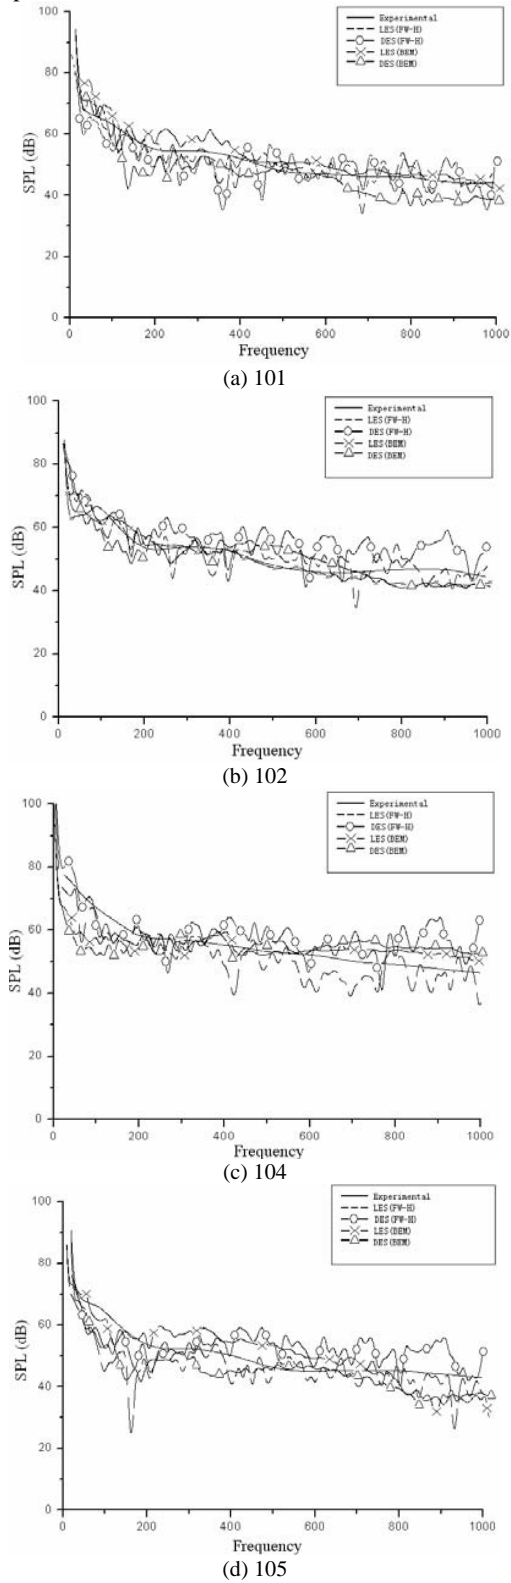 Experimental
LES(FW-H)
DES(FW-H)
LES(BEM)
DES(BEM)
100
80
60
40
20
0
SPL (dB)
0 200 400 600 800 1000
Frequency
(a) 101
Experimental
LES(FW-H)
DES(FW-H)
LES(BEM)
DES(BEM)
100
80
60
40
20
0
SPL (dB)
0 200 400 600 800 1000
Frequency
(b) 102
Experimental
LES(FW-H)
DES(FW-H)
LES(BEM)
DES(BEM)
100
80
60
40
20
0
SPL (dB)
0 200 400 600 800 1000
Frequency
(c) 104
Experimental
LES(FW-H)
DES(FW-H)
LES(BEM)
DES(BEM)
100
80
60
40
20
0
SPL (dB)
0 200 400 600 800 1000
Frequency
(d) 105